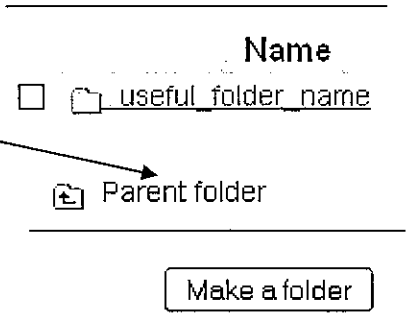 Name
useful_folder_name
Parent folder
Make a folder